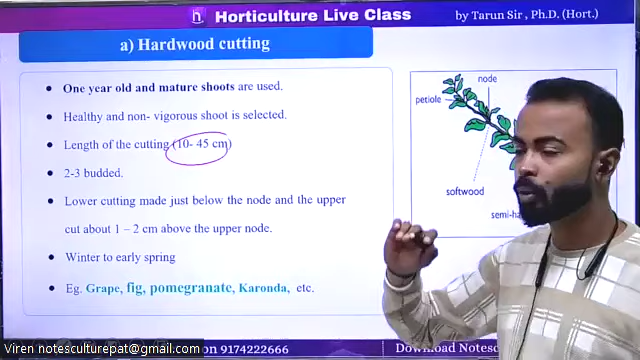 Horticulture Live Class
by Tarun Sir , Ph.D. (Hort.)
a) Hardwood cutting
One year old and mature shoots are used.
Healthy and non- vigorous shoot is selected.
Length of the cutting (10- 45 cm)
2-3 budded.
Lower cutting made just below the node and the upper
cut about 1 – 2 cm above the upper node.
Winter to early spring
Eg. Grape, fig, pomegranate, Karonda, etc.
node
petiole
softwood
semi-ha
Viren notesculturepat@gmail.com
on 9174222666
Download Notesc